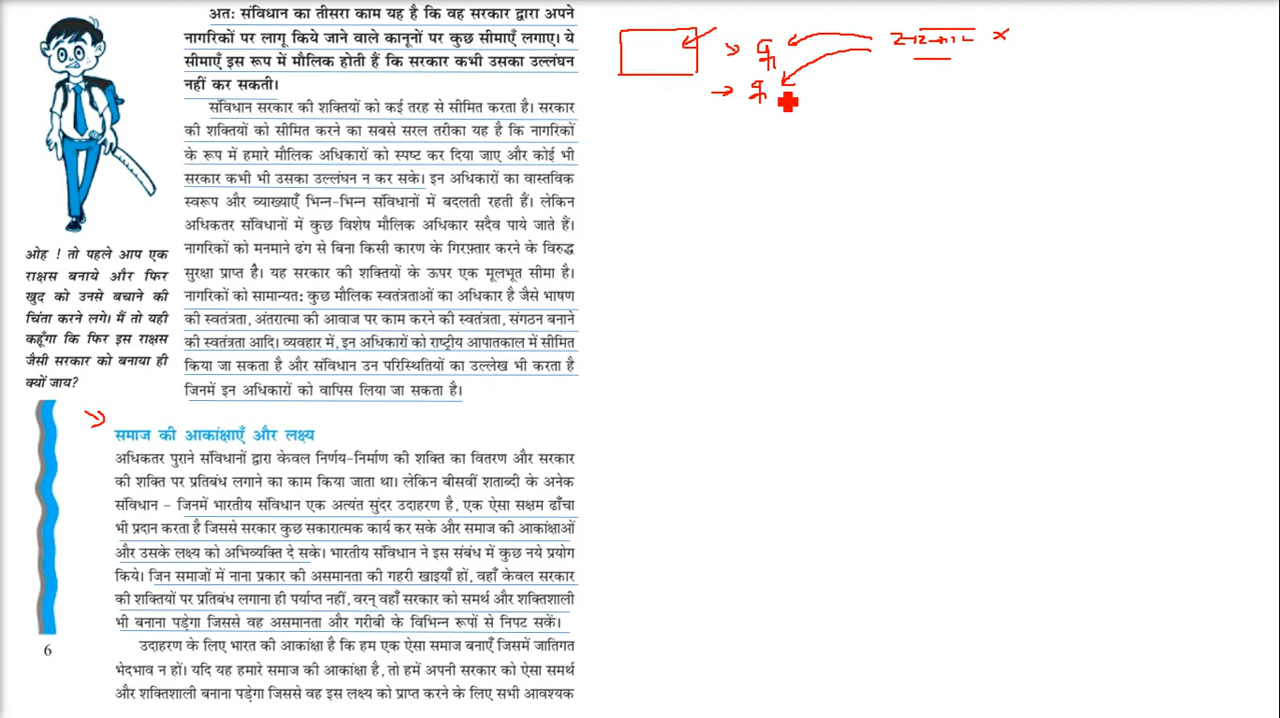 अत: संविधान का तीसरा काम यह है कि वह सरकार द्वारा अपने
नागरिकों पर लागू किये जाने वाले कानूनों पर कुछ सीमाएँ लगाए। ये
सीमाएँ इस रूप में मौलिक होती हैं कि सरकार कभी उसका उल्लंघन
नहीं कर सकती।
संविधान सरकार की शक्तियों को कई तरह से सीमित करता है। सरकार
की शक्तियों को सीमित करने का सबसे सरल तरीका यह है कि नागरिकों
के रूप में हमारे मौलिक अधिकारों को स्पष्ट कर दिया जाए और कोई भी
सरकार कभी भी उसका उल्लंघन न कर सके। इन अधिकारों का वास्तविक
स्वरूप और व्याख्याएँ भिन्न-भिन्न संविधानों में बदलती रहती हैं। लेकिन
अधिकतर संविधानों में कुछ विशेष मौलिक अधिकार सदैव पाये जाते हैं।
नागरिकों को मनमाने ढंग से बिना किसी कारण के गिरफ़्तार करने के विरुद्ध
सुरक्षा प्राप्त है। यह सरकार की शक्तियों के ऊपर एक मूलभूत सीमा है।
नागरिकों को सामान्यत: कुछ मौलिक स्वतंत्रताओं का अधिकार है जैसे भाषण
की स्वतंत्रता, अंतरात्मा की आवाज पर काम करने की स्वतंत्रता, संगठन बनाने
की स्वतंत्रता आदि। व्यवहार में, इन अधिकारों को राष्ट्रीय आपातकाल में सीमित
किया जा सकता है और संविधान उन परिस्थितियों का उल्लेख भी करता है
जिनमें इन अधिकारों को वापिस लिया जा सकता है।
ओह ! तो पहले आप एक
राक्षस बनाये और फिर
खुद को उनसे बचाने की
चिंता करने लगे। मैं तो यही
कहूँगा कि फिर इस राक्षस
जैसी सरकार को बनाया ही
क्यों जाय?
समाज की आकांक्षाएँ और लक्ष्य
अधिकतर पुराने संविधानों द्वारा केवल निर्णय-निर्माण की शक्ति का वितरण और सरकार
की शक्ति पर प्रतिबंध लगाने का काम किया जाता था। लेकिन बीसवीं शताब्दी के अनेक
संविधान – जिनमें भारतीय संविधान एक अत्यंत सुंदर उदाहरण है, एक ऐसा सक्षम ढाँचा
भी प्रदान करता है जिससे सरकार कुछ सकारात्मक कार्य कर सके और समाज की आकांक्षाओं
और उसके लक्ष्य को अभिव्यक्ति दे सके। भारतीय संविधान ने इस संबंध में कुछ नये प्रयोग
किये। जिन समाजों में नाना प्रकार की असमानता की गहरी खाइयाँ हों, वहाँ केवल सरकार
की शक्तियों पर प्रतिबंध लगाना ही पर्याप्त नहीं, वरन् वहाँ सरकार को समर्थ और शक्तिशाली
भी बनाना पड़ेगा जिससे वह असमानता और गरीबी के विभिन्न रूपों से निपट सकें।
उदाहरण के लिए भारत की आकांक्षा है कि हम एक ऐसा समाज बनाएँ जिसमें जातिगत
भेदभाव न हों। यदि यह हमारे समाज की आकांक्षा है, तो हमें अपनी सरकार को ऐसा समर्थ
और शक्तिशाली बनाना पड़ेगा जिससे वह इस लक्ष्य को प्राप्त करने के लिए सभी आवश्यक
6